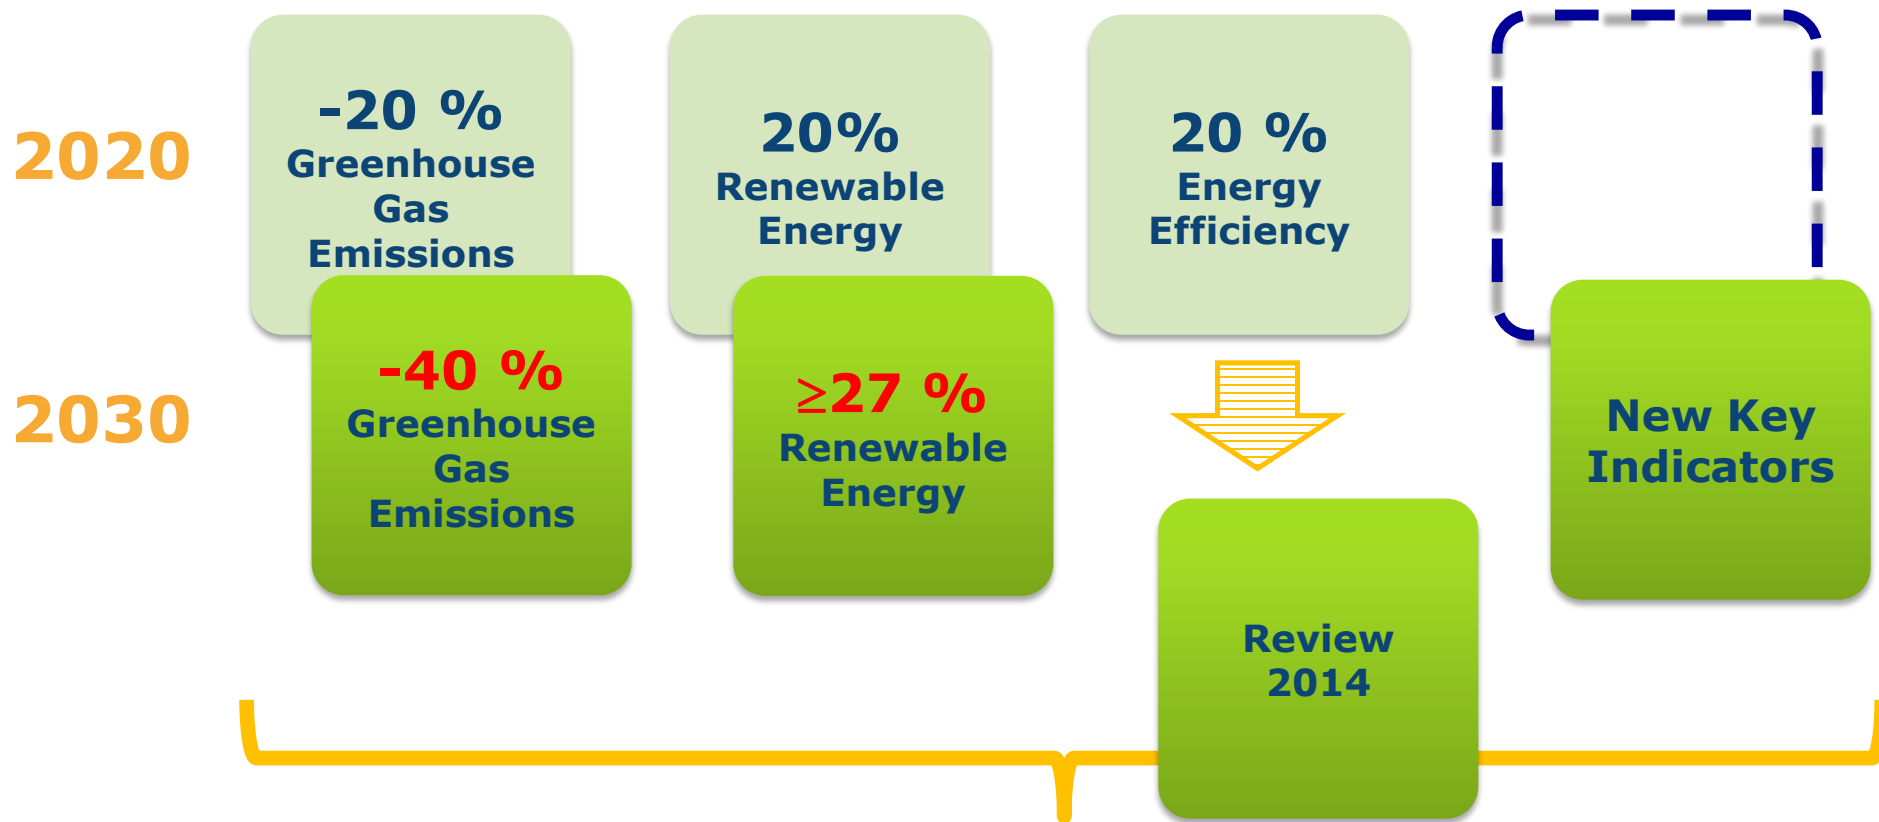 2020
-20 %
Greenhouse
Gas
Emissions
20%
Renewable
Energy
20 %
Energy
Efficiency
2030
-40 %
Greenhouse
Gas
Emissions
≥27 %
Renewable
Energy
New Key
Indicators
Review
2014